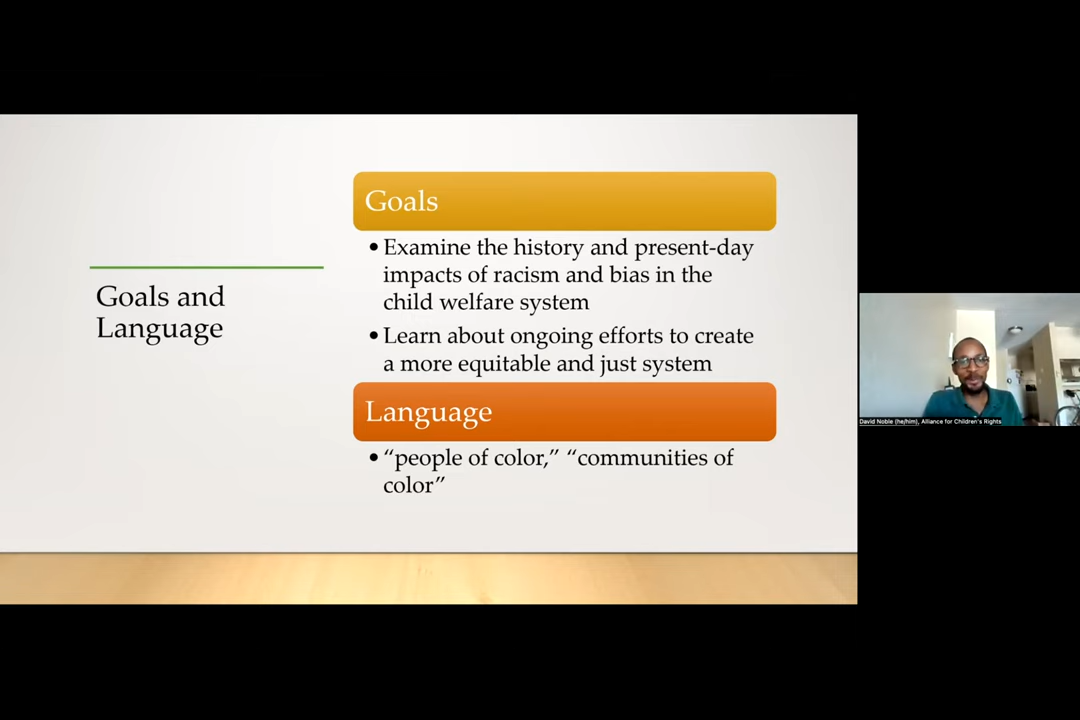 Goals and
Language
Goals
•Examine the history and present-day
impacts of racism and bias in the
child welfare system
•Learn about ongoing efforts to create
a more equitable and just system
Language
•“people of color,” “communities of
color”
David Noble (he/him), Alliance for Children's Rights